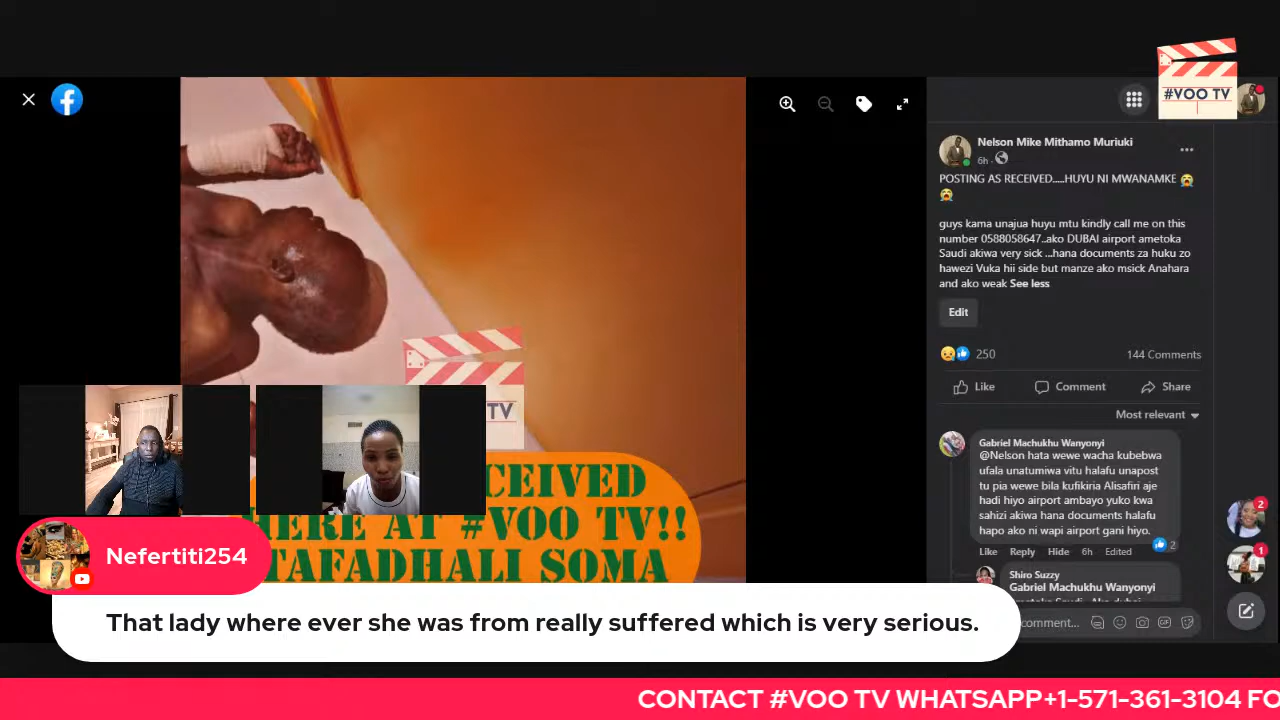 #VOO TV
Nelson Mike Mithamo Muriuki
6h ·
POSTING AS RECEIVED.....HUYU NI MWANAMKE 😭
😭
guys kama unajua huyu mtu kindly call me on this
number 0588058647..ako DUBAI airport ametoka
Saudi akiwa very sick ...hana documents za huku zo
hawezi Vuka hii side but manze ako msick Anahara
and ako weak See less
Edit
250
144 Comments
Like
Comment
Share
Most relevant
Gabriel Machukhu Wanyonyi
@Nelson hata wewe wacha kubebwa
ufala unatumiwa vitu halafu unapost
tu pia wewe bila kufikiria Alisafiri aje
hadi hiyo airport ambayo yuko kwa
sahizi akiwa hana documents halafu
hapo ako ni wapi airport gani hiyo.
2
Like Reply Hide 6h Edited
Shiro Suzzy
Gabriel Machukhu Wanyonyi
comment...
2
1
TV
CEIVED
HERE AT #VOO TV!!
TAFADHALI SOMA
Nefertiti254
That lady where ever she was from really suffered which is very serious.
CONTACT #VOO TV WHATSAPP+1-571-361-3104 FO